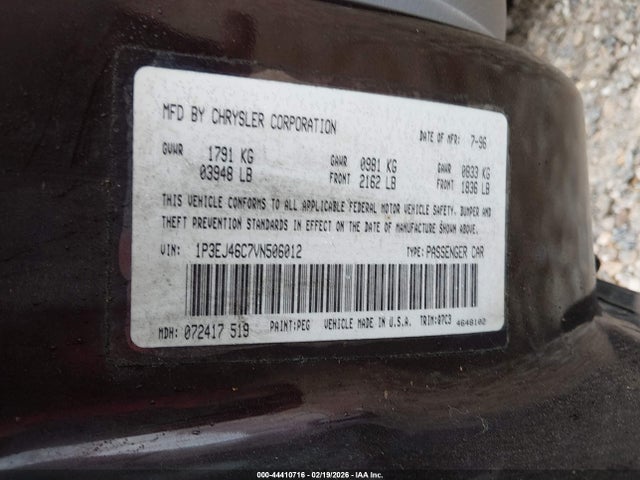 MFD BY CHRYSLER CORPORATION DATE OF MFR: 7-96
GVWR 1791 KG GAWR 0981 KG GAWR 0833 KG
03948 LB FRONT 2162 LB FRONT 1836 LB
THIS VEHICLE CONFORMS TO ALL APPLICABLE FEDERAL MOTOR VEHICLE SAFETY, BUMPER AND
THEFT PREVENTION STANDARDS IN EFFECT ON THE DATE OF MANUFACTURE SHOWN ABOVE.
VIN: 1P3EJ46C7VN506012 TYPE: PASSENGER CAR
MDH: 072417 519 PAINT:PEG VEHICLE MADE IN U.S.A. TRIM:07C3 4648102
000-44410716 - 02/19/2026 - IAA Inc.